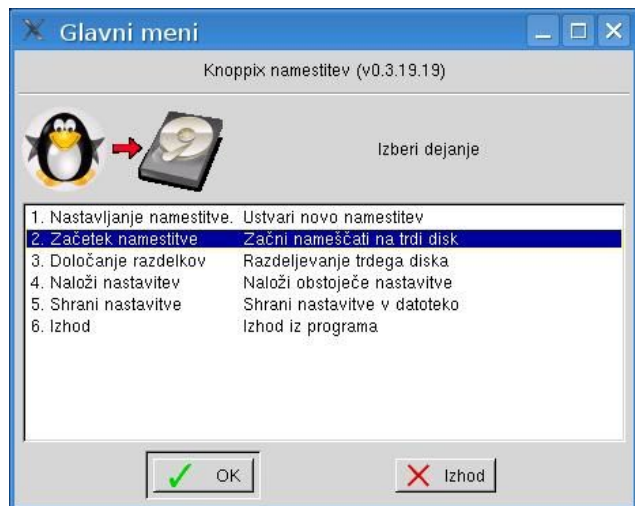 Glavni meni
Knoppix namestitev (v0.3.19.19)
Izberi dejanje
1. Nastavljanje namestitve. Ustvari novo namestitev
2. Začetek namestitve Začni nameščati na trdi disk
3. Določanje razdelkov Razdeljevanje trdega diska
4. Naloži nastavitev Naloži obstoječe nastavitve
5. Shrani nastavitve Shrani nastavitve v datoteko
6. Izhod Izhod iz programa
OK Izhod